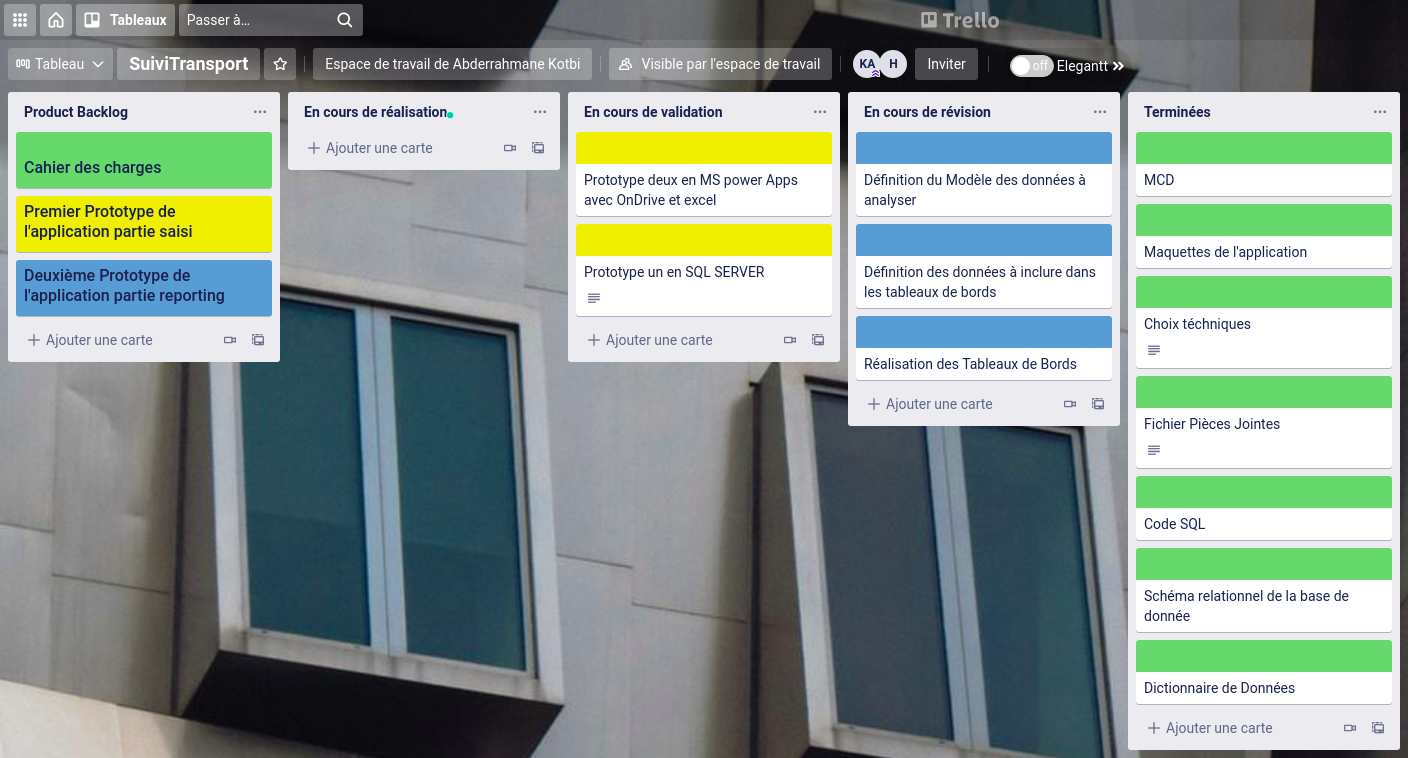 Tableaux
Passer à…
Trello
Tableau
SuiviTransport
Espace de travail de Abderrahmane Kotbi
Visible par l'espace de travail
KA
H
Inviter
off
Elegantt
Product Backlog
Cahier des charges
Premier Prototype de
l'application partie saisi
Deuxième Prototype de
l'application partie reporting
Ajouter une carte
En cours de réalisation
Ajouter une carte
En cours de validation
Prototype deux en MS power Apps
avec OnDrive et excel
Prototype un en SQL SERVER
Ajouter une carte
En cours de révision
Définition du Modèle des données à
analyser
Définition des données à inclure dans
les tableaux de bords
Réalisation des Tableaux de Bords
Ajouter une carte
Terminées
MCD
Maquettes de l'application
Choix téchniques
Fichier Pièces Jointes
Code SQL
Schéma relationnel de la base de
donnée
Dictionnaire de Données
Ajouter une carte